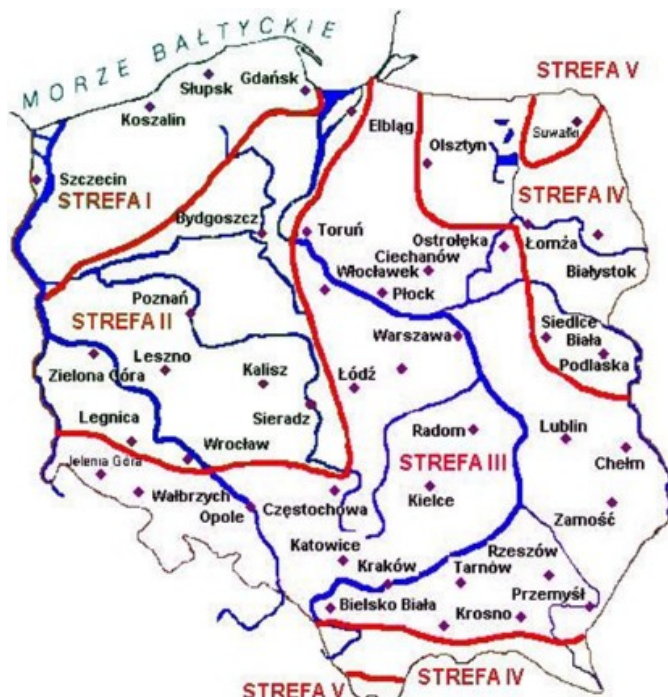 MORZE BAŁTYCKIE
STREFA V
Słupsk
Gdańsk
Koszalin
Elbląg
Suwałki
Olsztyn
Szczecin
STREFA I
STREFA IV
Bydgoszcz
Toruń
Ostrołęka
Łomża
Ciechanów
Włocławek
Białystok
Płock
Poznań
STREFA II
Warszawa
Siedlce
Biała
Podlaska
Leszno
Zielona Góra
Kalisz
Łódź
Sieradz
Legnica
Wrocław
Radom
Lublin
Jelenia Góra
STREFA III
Chełm
Wałbrzych
Częstochowa
Kielce
Opole
Zamość
Katowice
Rzeszów
Kraków
Tarnów
Przemyśl
Bielsko Biała
Krosno
STREFA IV
STREFA V